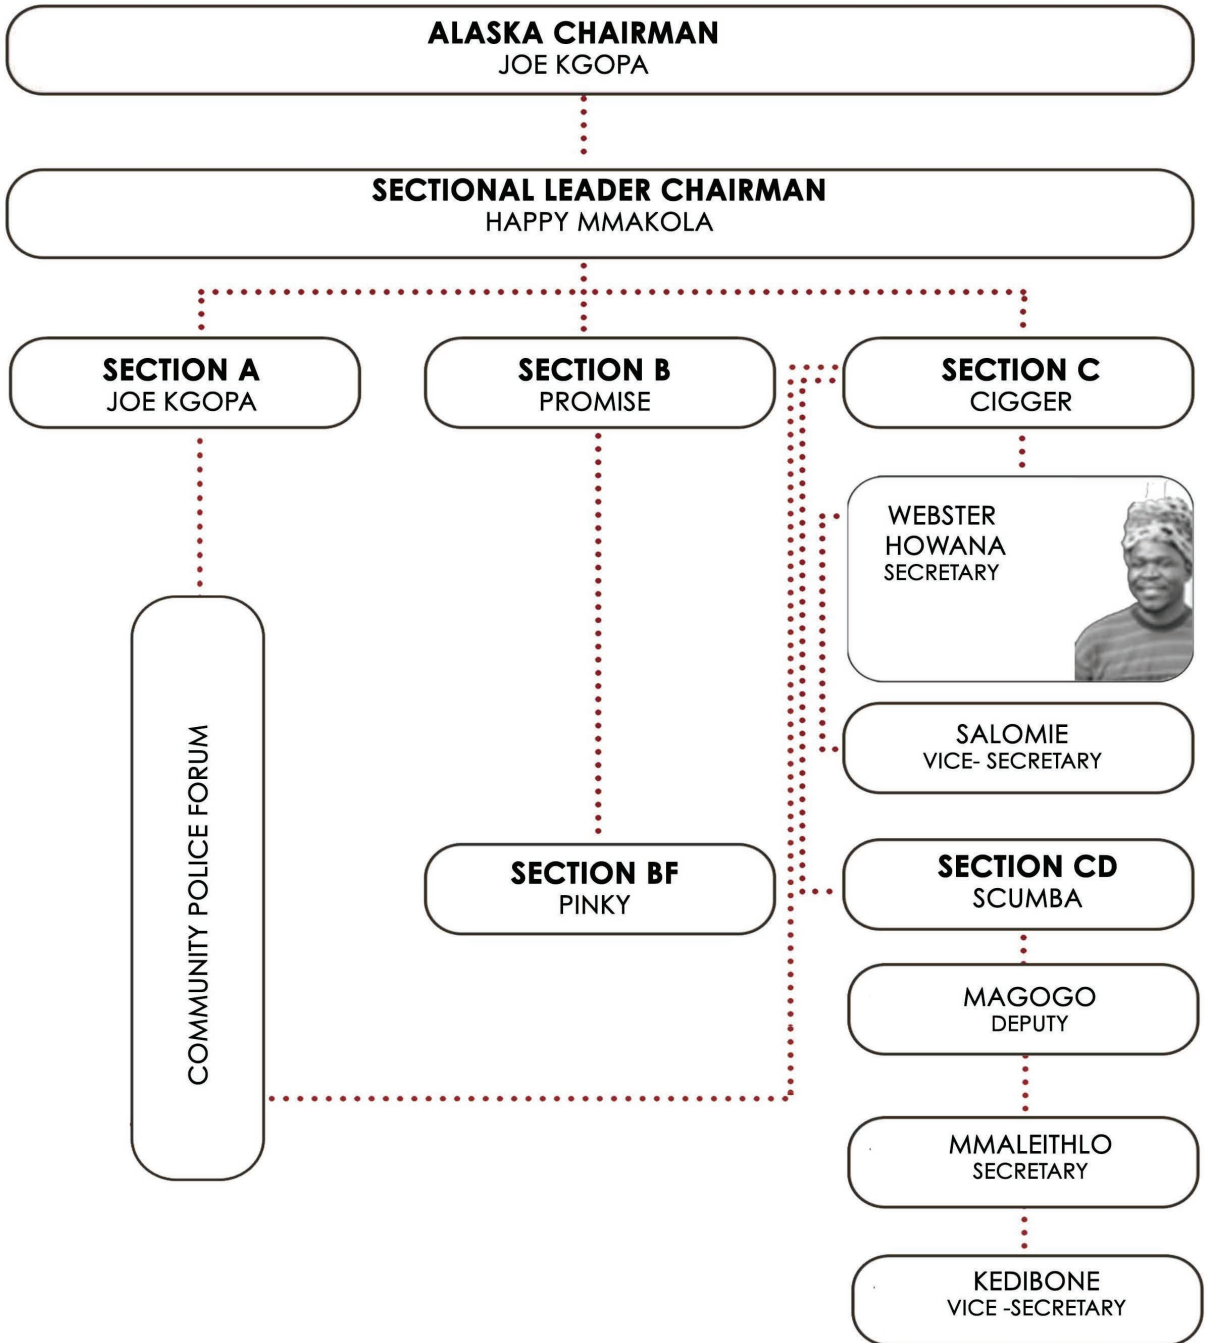 ALASKA CHAIRMAN
JOE KGOPA
SECTIONAL LEADER CHAIRMAN
HAPPY MMAKOLA
SECTION A
JOE KGOPA
SECTION B
PROMISE
SECTION C
CIGGER
WEBSTER
HOWANA
SECRETARY
SALOMIE
VICE- SECRETARY
COMMUNITY POLICE FORUM
SECTION BF
PINKY
SECTION CD
SCUMBA
MAGOGO
DEPUTY
MMALEITHLO
SECRETARY
KEDIBONE
VICE -SECRETARY